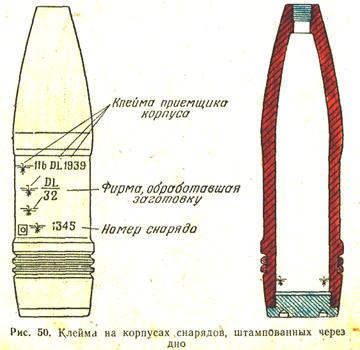 Клейма приемщика
корпуса
11b DL 1939
DL
32
Фирма, обработавшая
заготовку
1345
Номер снаряда
Рис. 50. Клейма на корпусах снарядов, штампованных через
дно